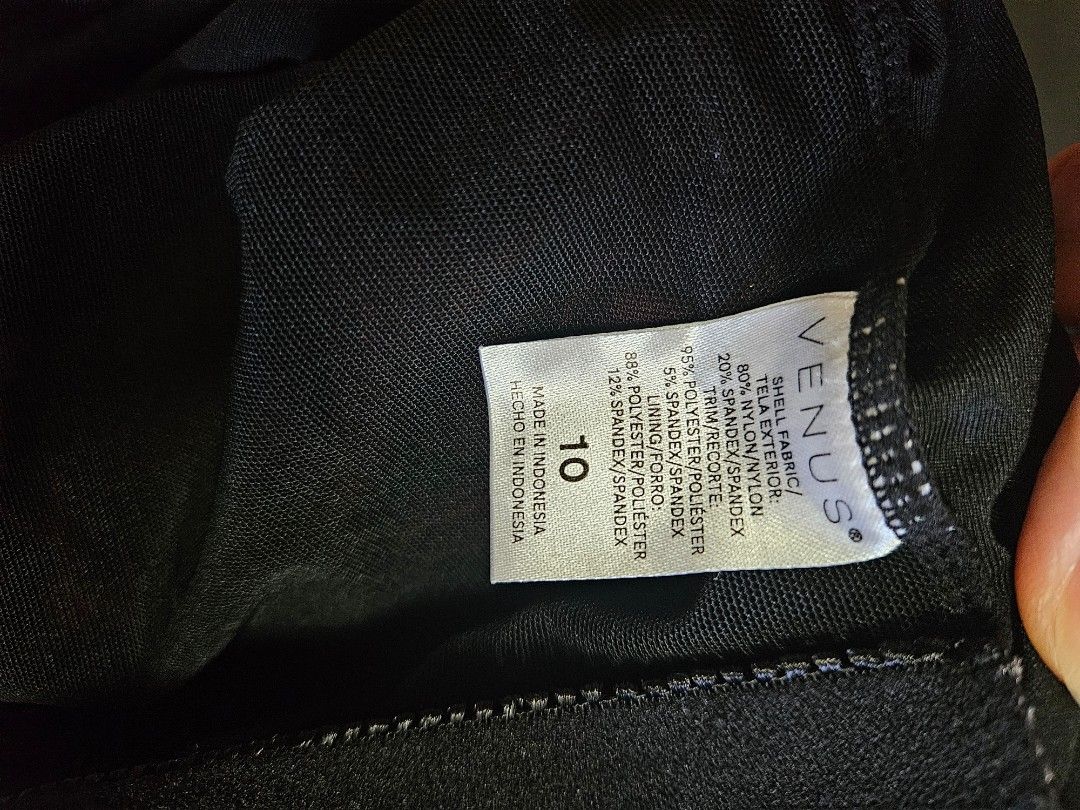 VENUS®
SHELL FABRIC/
TELA EXTERIOR:
80% NYLON/NYLON
20% SPANDEX/SPANDEX
TRIM/RECORTE:
95% POLYESTER/POLIÉSTER
5% SPANDEX/SPANDEX
LINING/FORRO:
88% POLYESTER/POLIÉSTER
12% SPANDEX/SPANDEX
10
MADE IN INDONESIA
HECHO EN INDONESIA